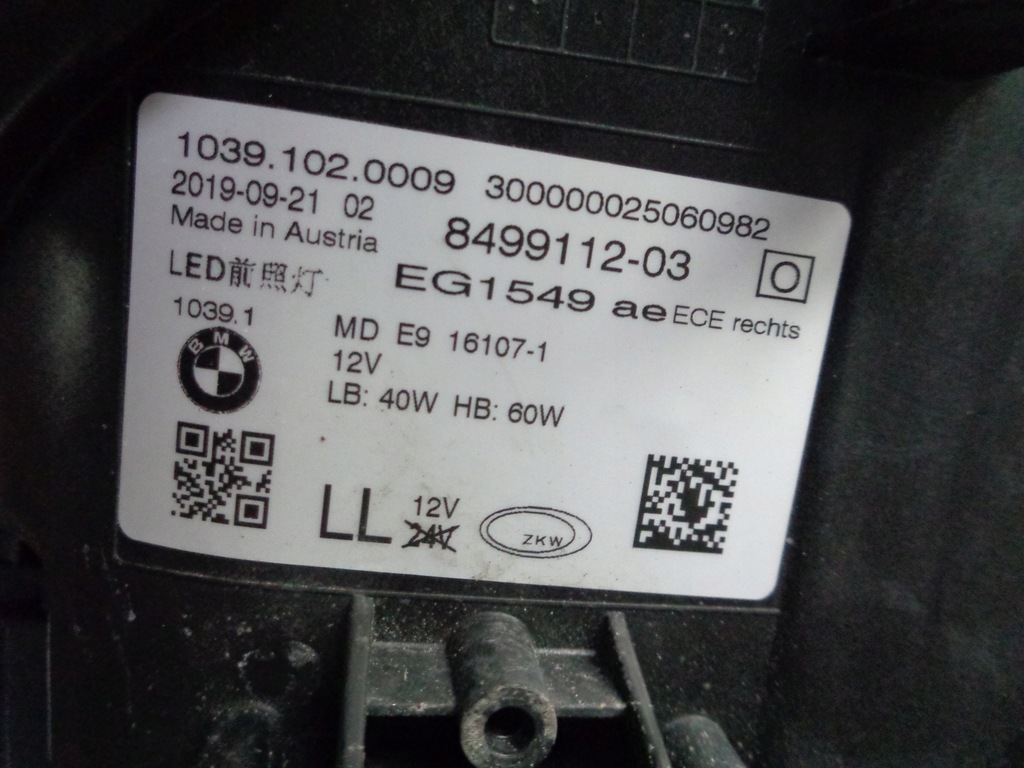 1039.102.0009 300000025060982
2019-09-21 02
8499112-03
O
Made in Austria
EG1549 ae ECE rechts
LED前照灯
1039.1
BMW
MD E9 16107-1
12V
LB: 40W HB: 60W
LL
12V
24V
ZKW